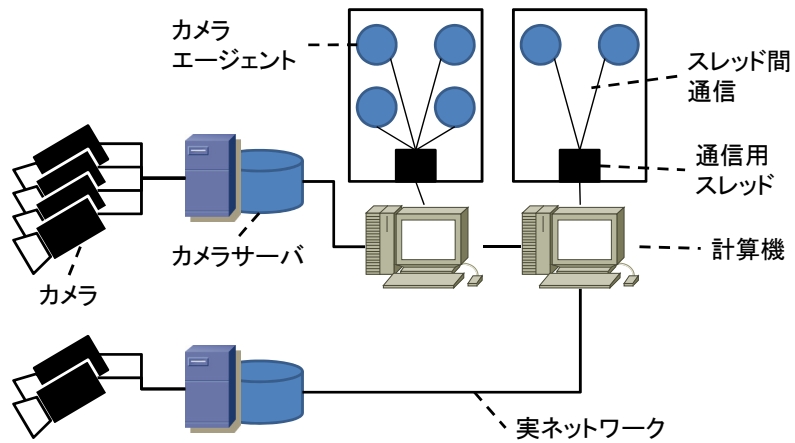 カメラ
エージェント
スレッド間
通信
通信用
スレッド
カメラサーバ
計算機
カメラ
実ネットワーク